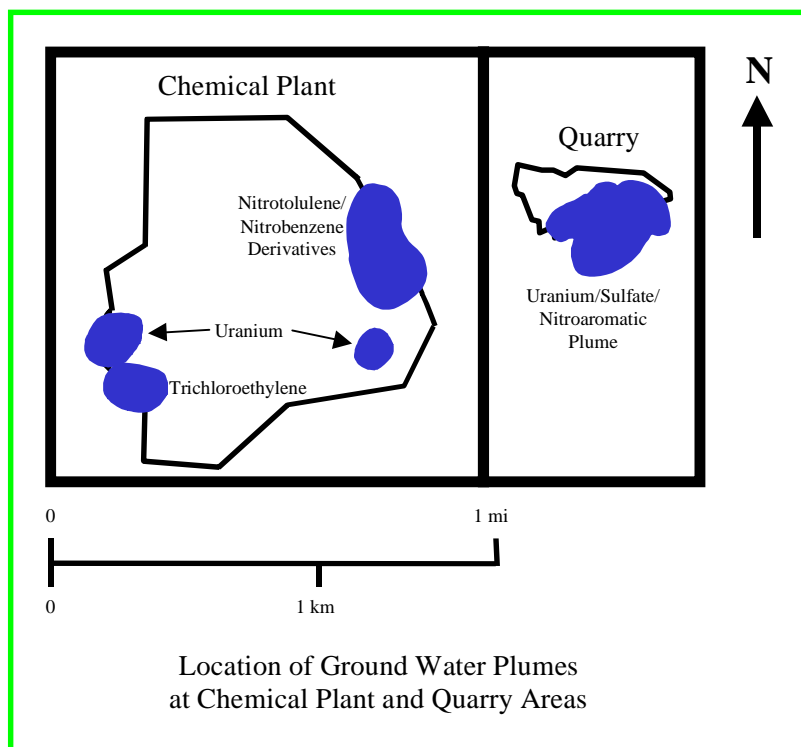 Chemical Plant
N
Quarry
Nitrotolulene/
Nitrobenzene
Derivatives
Uranium/Sulfate/
Nitroaromatic
Plume
Uranium
Trichloroethylene
0
1 mi
0
1 km
Location of Ground Water Plumes
at Chemical Plant and Quarry Areas